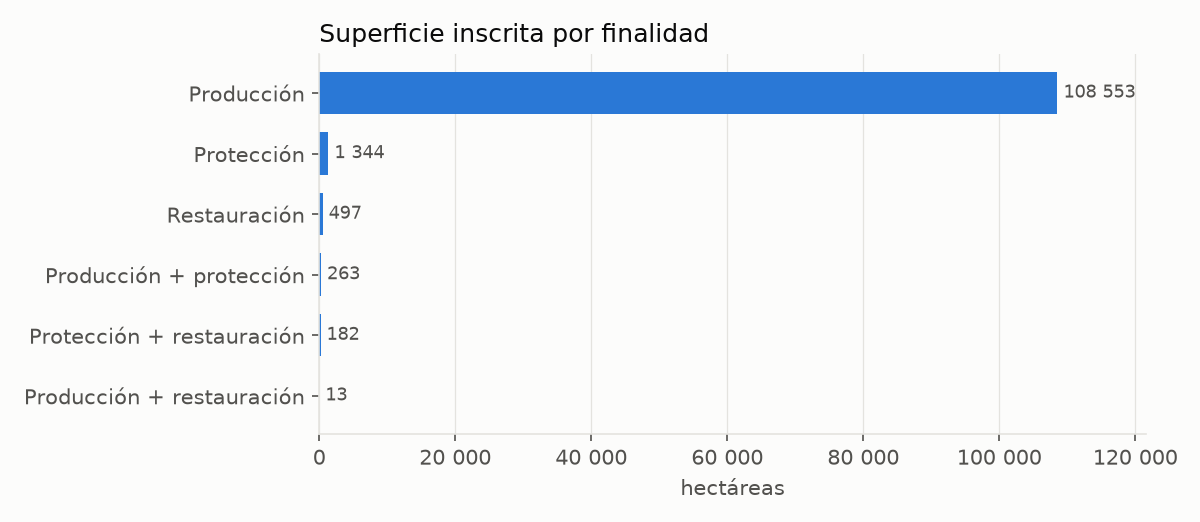 Superficie inscrita por finalidad
Producción
108 553
Protección
1 344
Restauración
497
Producción + protección
263
Protección + restauración
182
Producción + restauración
13
0 20 000 40 000 60 000 80 000 100 000 120 000
hectáreas